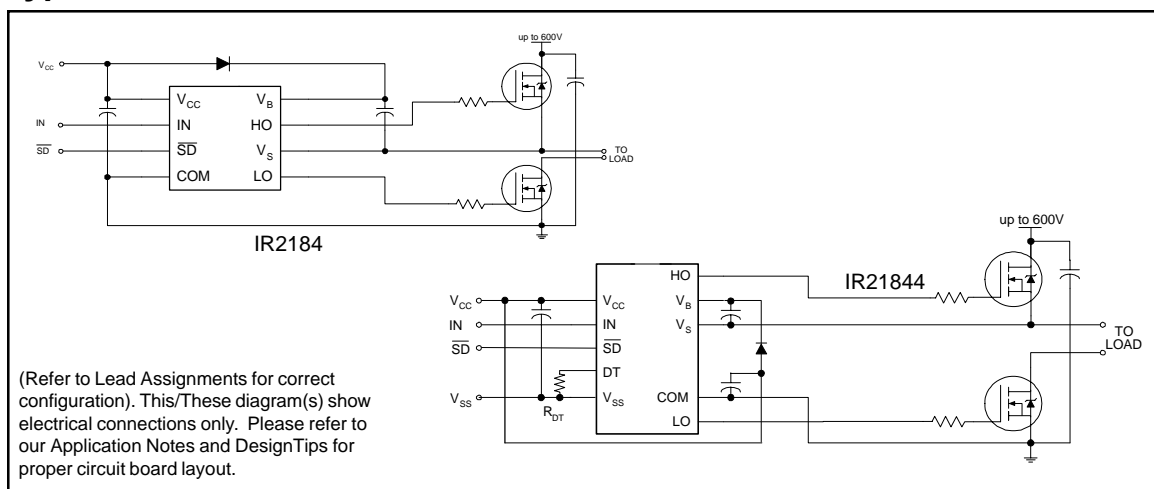 up to 600V
VCC
VCC
VB
IN
IN
HO
SD
SD
VS
TO
LOAD
COM
LO
IR2184
up to 600V
HO
IR21844
VCC
VCC
VB
IN
IN
VS
TO
LOAD
SD
SD
DT
VSS
RDT
VSS
COM
LO
(Refer to Lead Assignments for correct
configuration). This/These diagram(s) show
electrical connections only. Please refer to
our Application Notes and DesignTips for
proper circuit board layout.